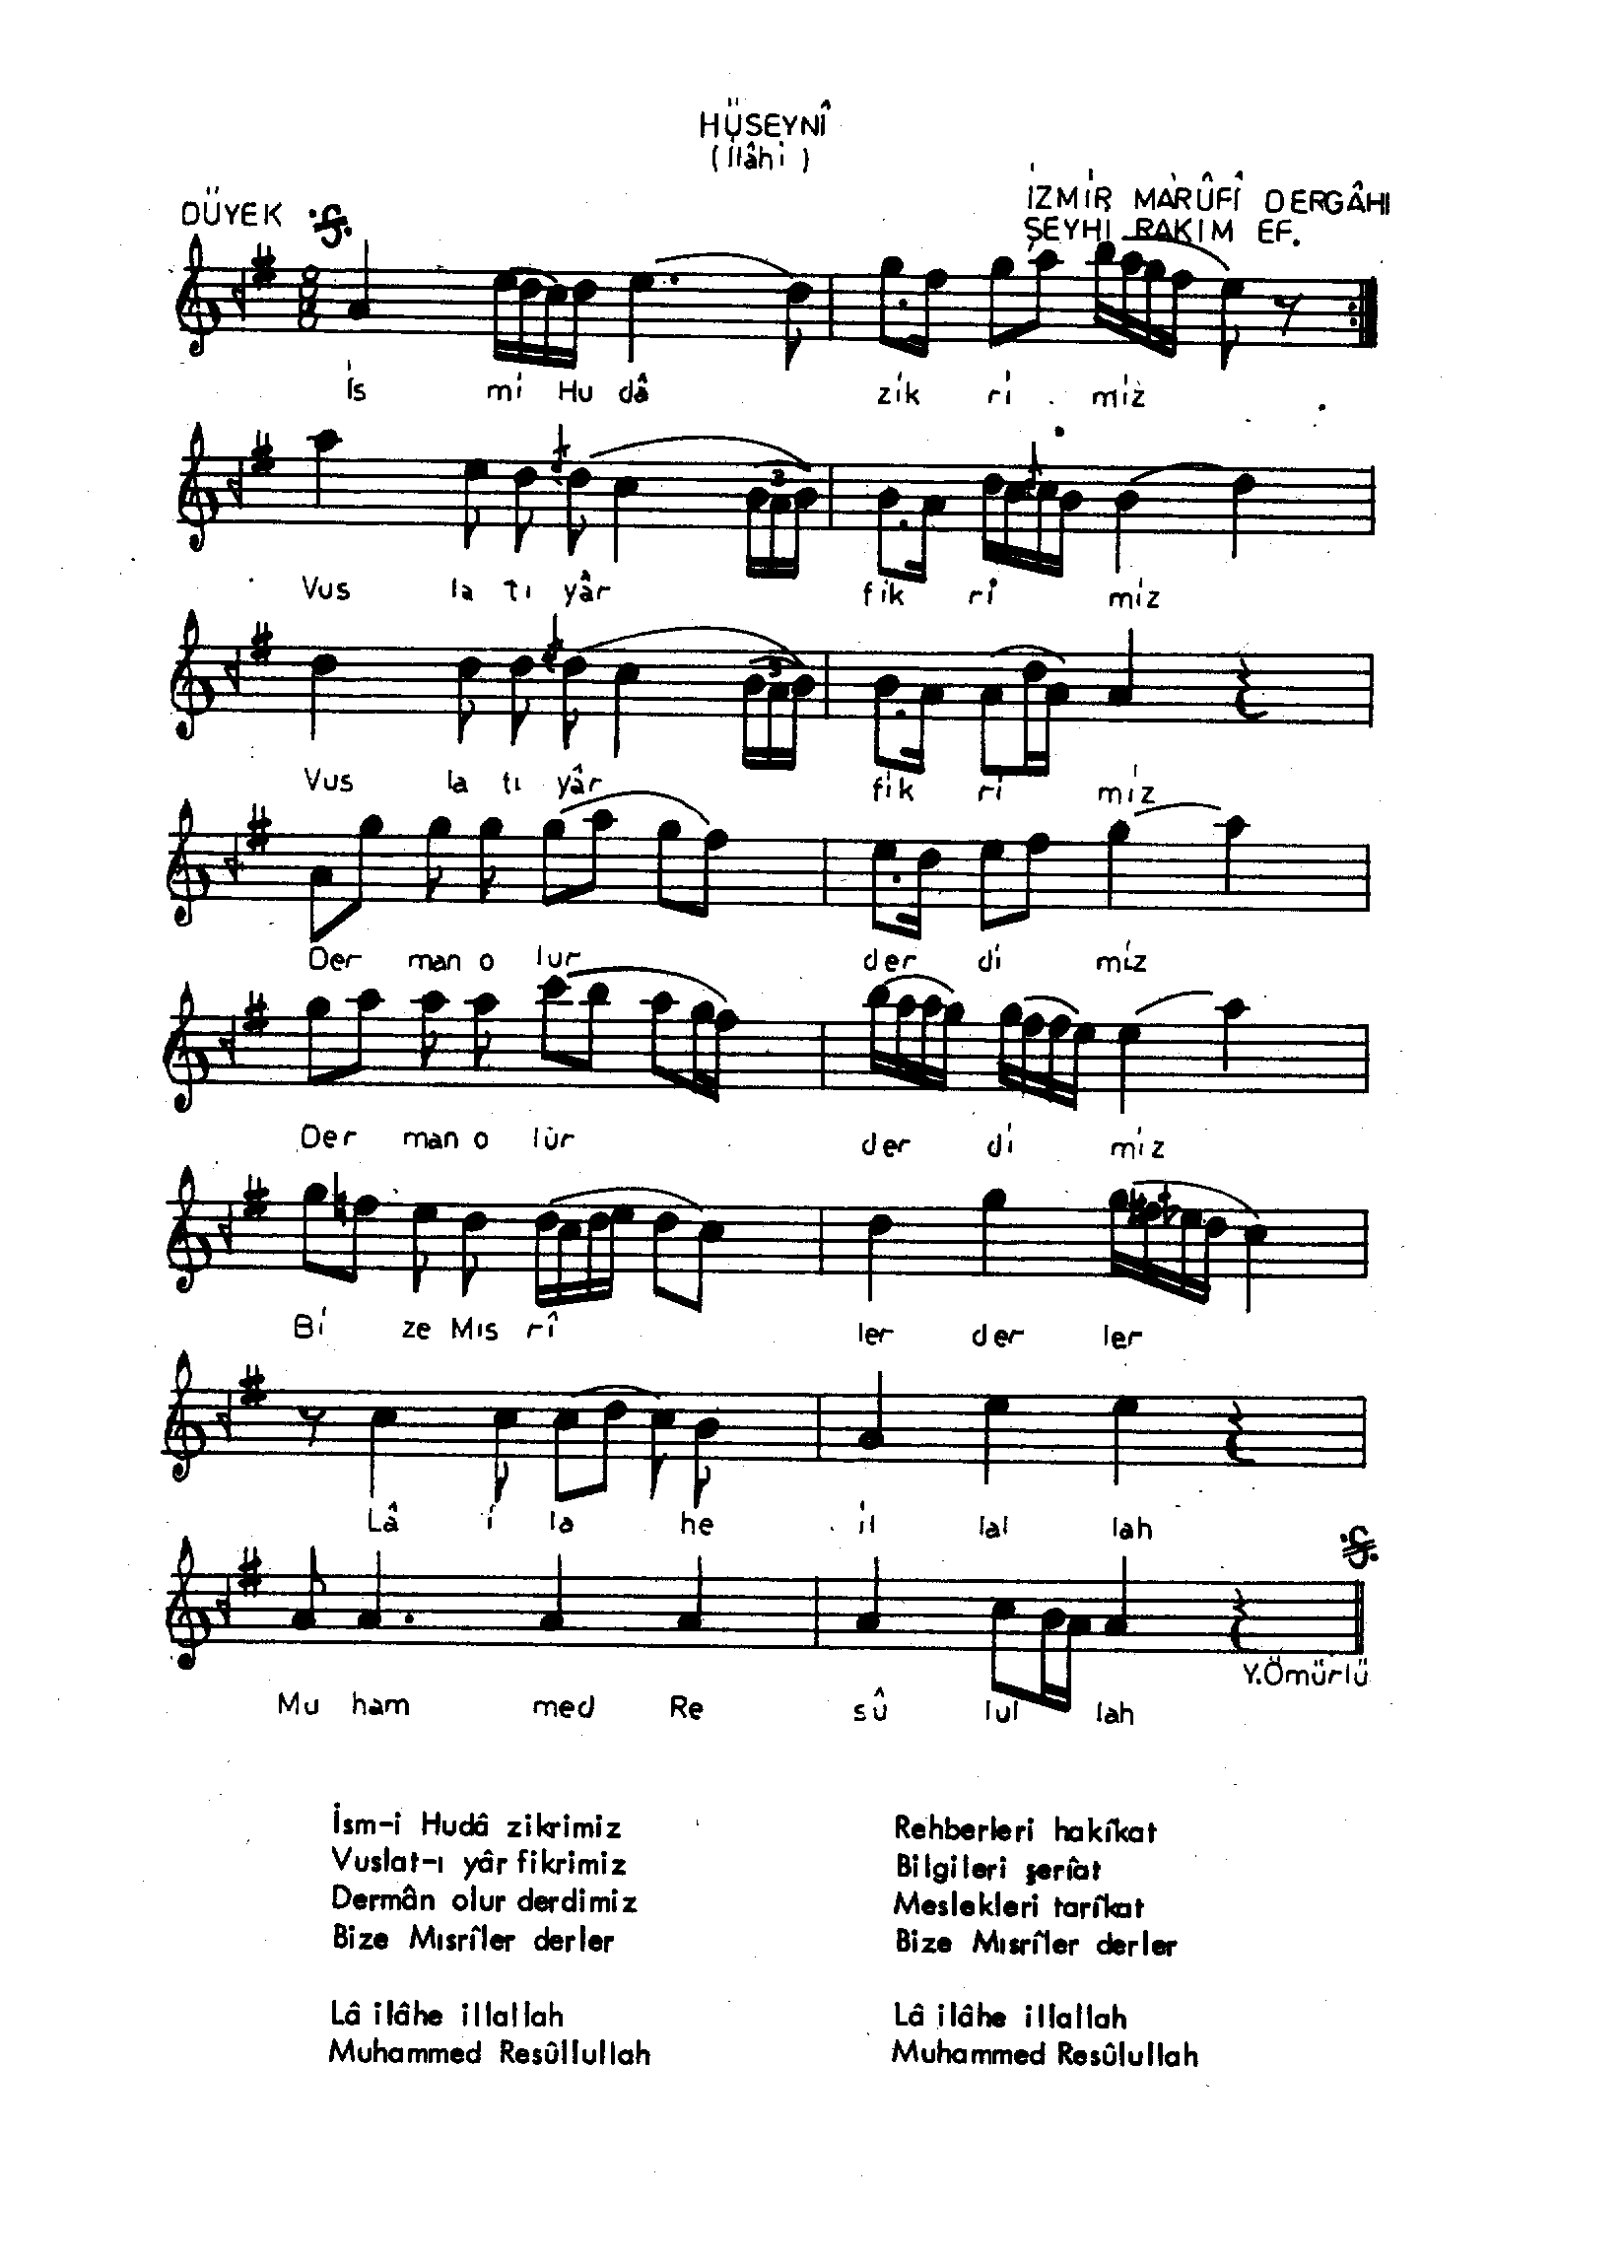 HÜSEYNÎ
(İlâhi)
DÜYEK
İZMİR MARÛFÎ DERGÂHI
ŞEYHI RAKIM EF.
8
8
İs mi Hu dâ zik ri miz
3
Vus la tı yâr fik ri miz
3
Vus la tı yâr fik ri miz
Der man o lur der di miz
Der man o lur der di miz
Bi ze Mıs rî ler der ler
Lâ i la he il lal lah
Y.Ömürlü
Mu ham med Re sû lul lah
İsm-i Hudâ zikrimiz
Vuslat-ı yâr fikrimiz
Dermân olur derdimiz
Bize Mısrîler derler
Lâ ilâhe illallah
Muhammed Resûllullah
Rehberleri hakîkat
Bilgileri şerîat
Meslekleri tarîkat
Bize Mısrîler derler
Lâ ilâhe illallah
Muhammed Resûlullah